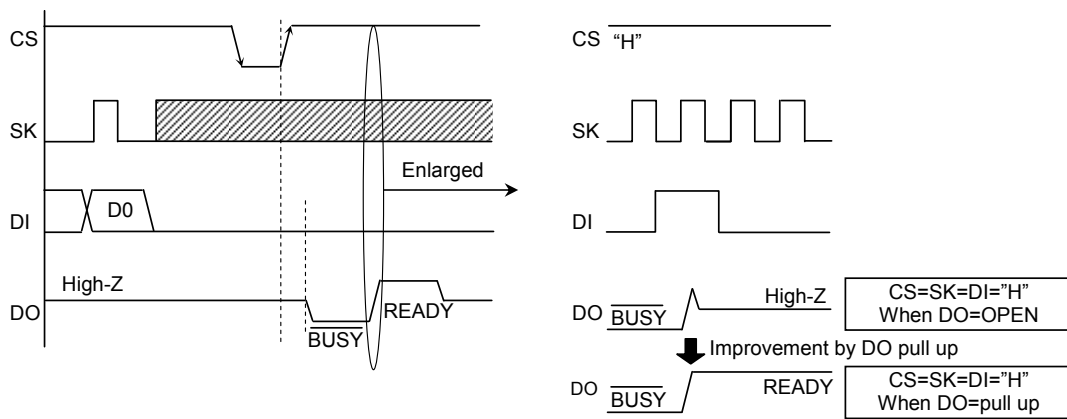 CS
SK
DI
D0
Enlarged
DO
High-Z
BUSY
READY
CS "H"
SK
DI
DO BUSY High-Z
CS=SK=DI="H"
When DO=OPEN
Improvement by DO pull up
DO BUSY READY
CS=SK=DI="H"
When DO=pull up